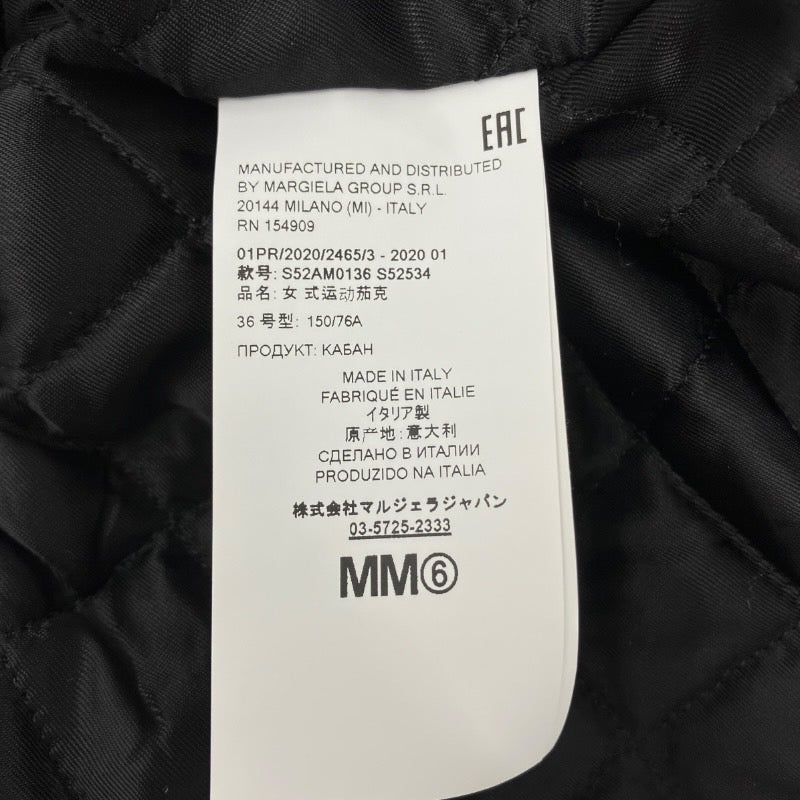 EAC
MANUFACTURED AND DISTRIBUTED
BY MARGIELA GROUP S.R.L.
20144 MILANO (MI) - ITALY
RN 154909
01PR/2020/2465/3 - 2020 01
款号: S52AM0136 S52534
品名: 女 式运动茄克
36 号型: 150/76A
ПРОДУКТ: КАБАН
MADE IN ITALY
FABRIQUÉ EN ITALIE
イタリア製
原产地: 意大利
СДЕЛАНО В ИТАЛИИ
PRODUZIDO NA ITALIA
株式会社マルジェラジャパン
03-5725-2333
MM⑥